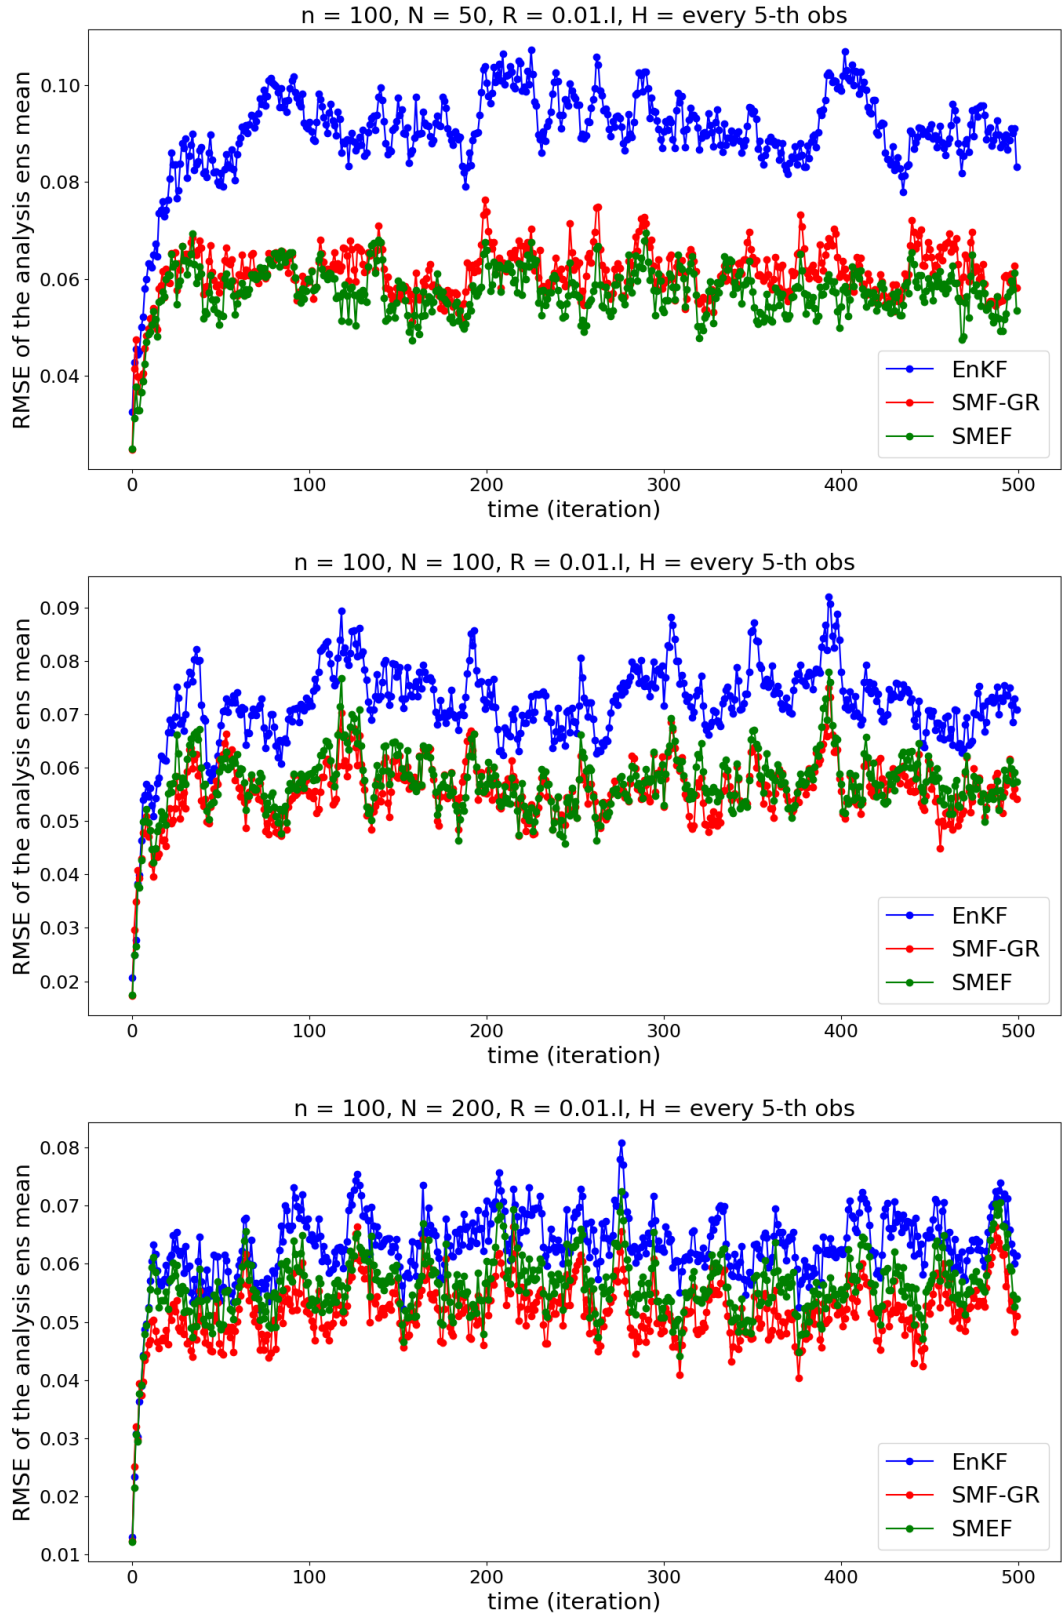 n = 100, N = 50, R = 0.01.I, H = every 5-th obs
RMSE of the analysis ens mean
0.10
0.08
0.06
0.04
EnKF
SMF-GR
SMEF
0 100 200 300 400 500
time (iteration)
n = 100, N = 100, R = 0.01.I, H = every 5-th obs
RMSE of the analysis ens mean
0.09
0.08
0.07
0.06
0.05
0.04
0.03
0.02
EnKF
SMF-GR
SMEF
0 100 200 300 400 500
time (iteration)
n = 100, N = 200, R = 0.01.I, H = every 5-th obs
RMSE of the analysis ens mean
0.08
0.07
0.06
0.05
0.04
0.03
0.02
0.01
EnKF
SMF-GR
SMEF
0 100 200 300 400 500
time (iteration)